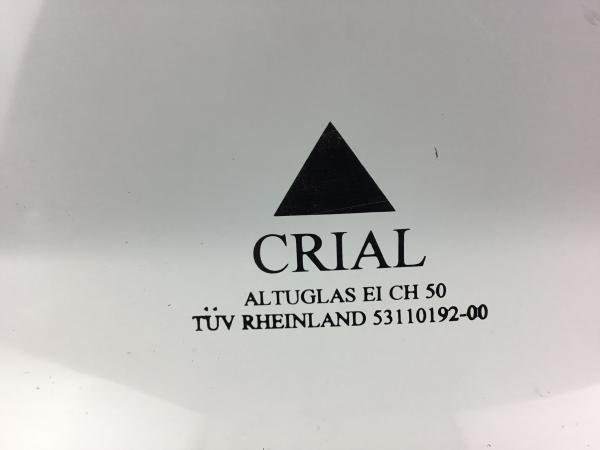 CRIAL
ALTUGLAS EI CH 50
TÜV RHEINLAND 53110192-00